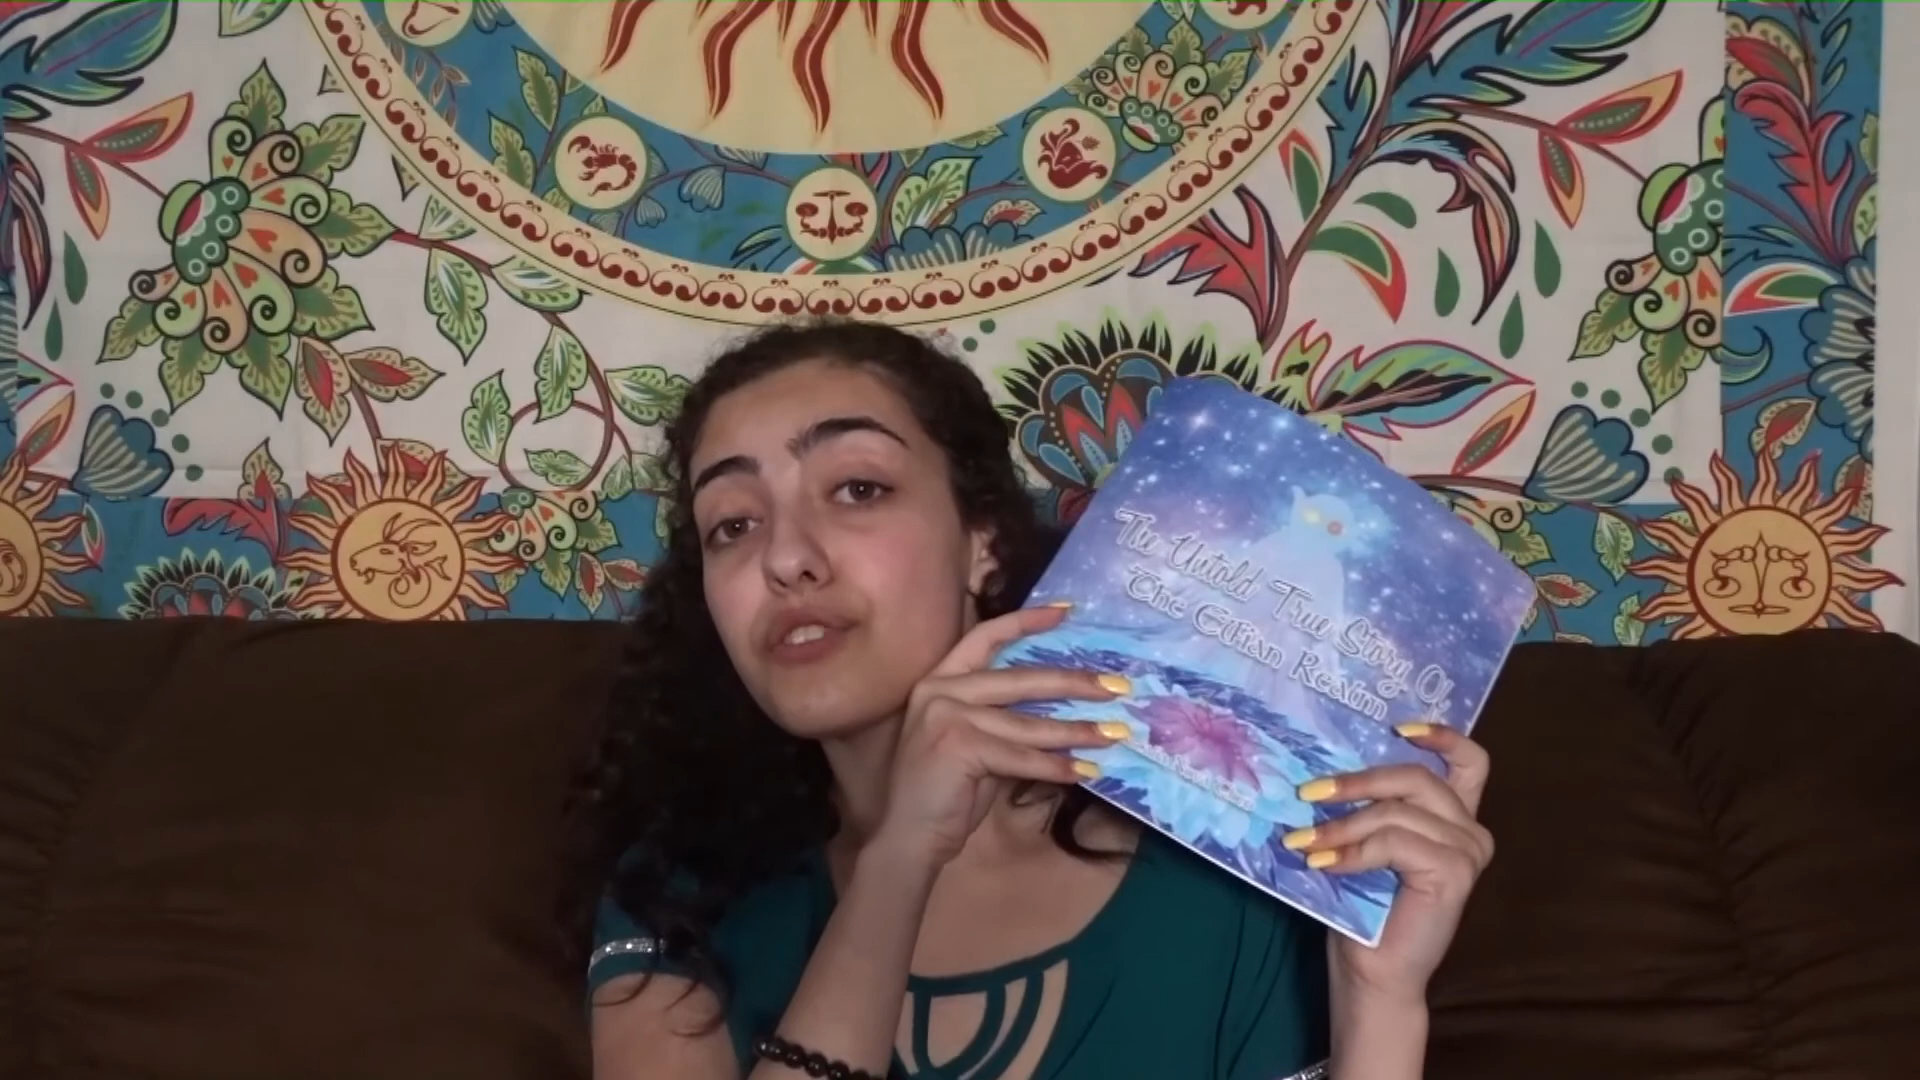 The Untold True Story Of
The Elfian Realm